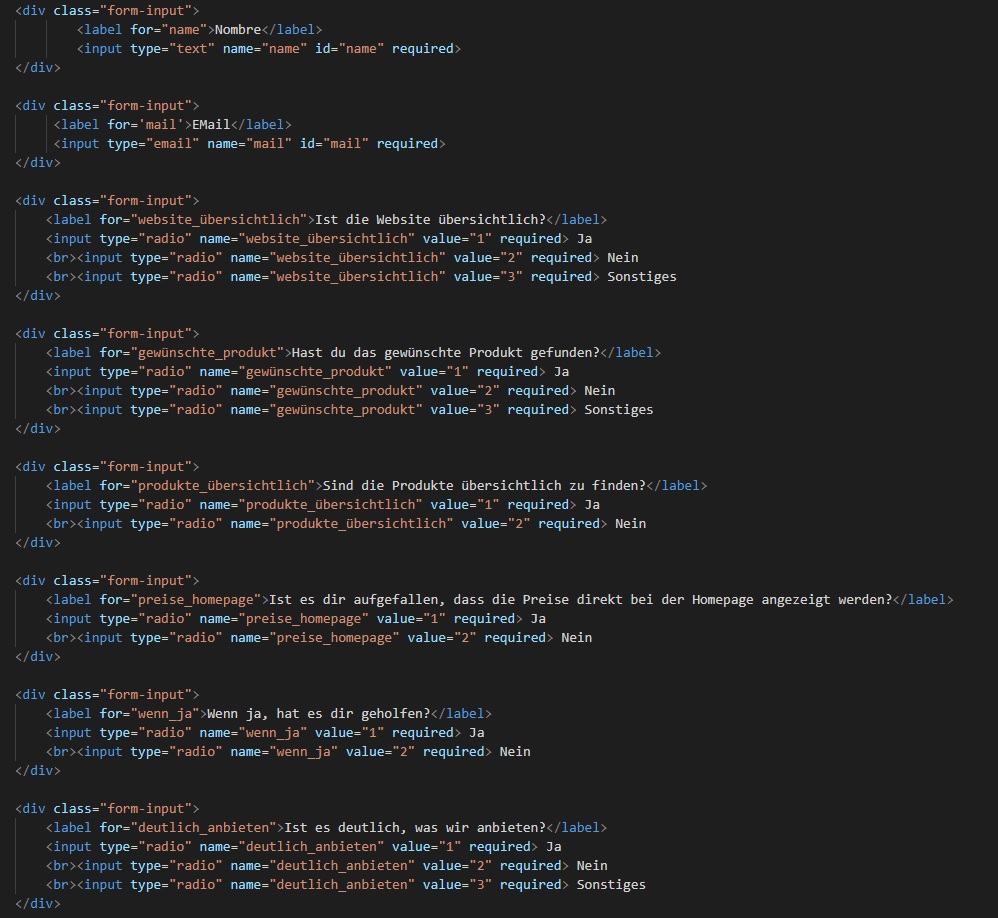 <div class="form-input">
<label for="name">Nombre</label>
<input type="text" name="name" id="name" required>
</div>
<div class="form-input">
<label for='mail'>EMail</label>
<input type="email" name="mail" id="mail" required>
</div>
<div class="form-input">
<label for="website_übersichtlich">Ist die Website übersichtlich?</label>
<input type="radio" name="website_übersichtlich" value="1" required> Ja
<br><input type="radio" name="website_übersichtlich" value="2" required> Nein
<br><input type="radio" name="website_übersichtlich" value="3" required> Sonstiges
</div>
<div class="form-input">
<label for="gewünschte_produkt">Hast du das gewünschte Produkt gefunden?</label>
<input type="radio" name="gewünschte_produkt" value="1" required> Ja
<br><input type="radio" name="gewünschte_produkt" value="2" required> Nein
<br><input type="radio" name="gewünschte_produkt" value="3" required> Sonstiges
</div>
<div class="form-input">
<label for="produkte_übersichtlich">Sind die Produkte übersichtlich zu finden?</label>
<input type="radio" name="produkte_übersichtlich" value="1" required> Ja
<br><input type="radio" name="produkte_übersichtlich" value="2" required> Nein
</div>
<div class="form-input">
<label for="preise_homepage">Ist es dir aufgefallen, dass die Preise direkt bei der Homepage angezeigt werden?</label>
<input type="radio" name="preise_homepage" value="1" required> Ja
<br><input type="radio" name="preise_homepage" value="2" required> Nein
</div>
<div class="form-input">
<label for="wenn_ja">Wenn ja, hat es dir geholfen?</label>
<input type="radio" name="wenn_ja" value="1" required> Ja
<br><input type="radio" name="wenn_ja" value="2" required> Nein
</div>
<div class="form-input">
<label for="deutlich_anbieten">Ist es deutlich, was wir anbieten?</label>
<input type="radio" name="deutlich_anbieten" value="1" required> Ja
<br><input type="radio" name="deutlich_anbieten" value="2" required> Nein
<br><input type="radio" name="deutlich_anbieten" value="3" required> Sonstiges
</div>